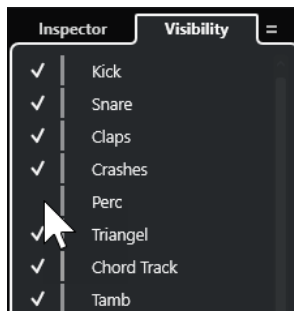 Inspector Visibility
Kick
Snare
Claps
Crashes
Perc
Triangel
Chord Track
Tamb